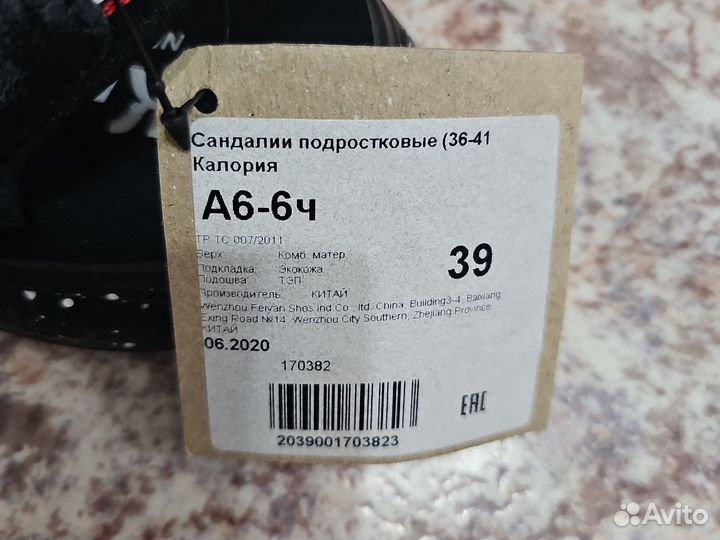 Сандалии подростковые (36-41
Калория
А6-6ч
ТР ТС 007/2011
Верх: Комб. матер.
39
Подкладка: Экокожа
Подошва: ТЭП
Производитель: КИТАЙ
Wenzhou Feiyan Shos ind Co., ltd. China, Building3-4, Baixiang
Exing Road №14, Wenzhou City Southern, Zhejiang Province.
КИТАЙ
06.2020
170382
2039001703823
EAC
Avito